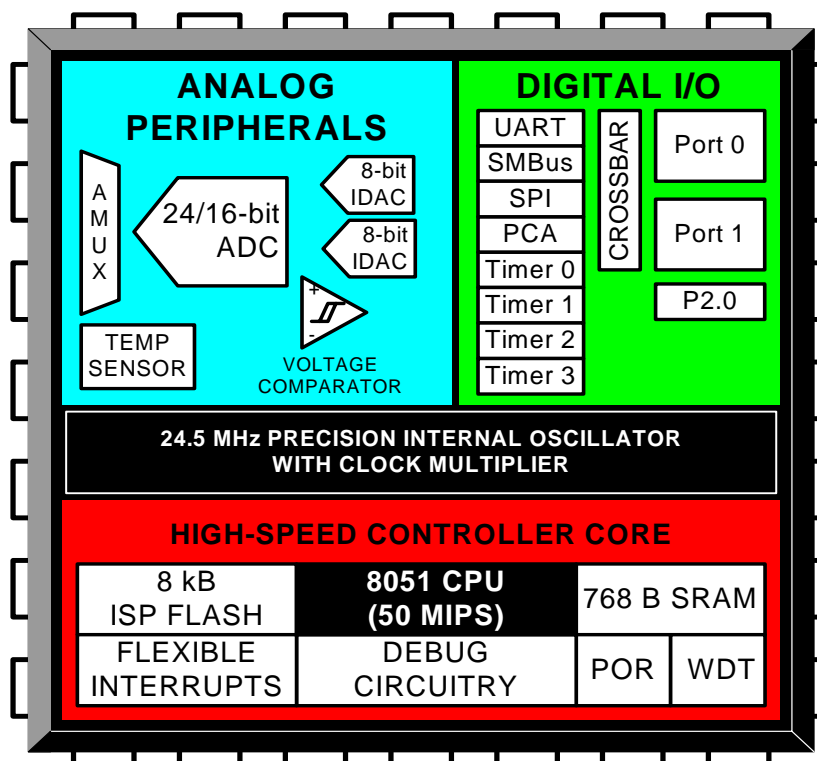 ANALOG
PERIPHERALS
A
M
U
X
24/16-bit
ADC
8-bit
IDAC
8-bit
IDAC
+
-
TEMP
SENSOR
VOLTAGE
COMPARATOR
DIGITAL I/O
UART
SMBus
SPI
PCA
Timer 0
Timer 1
Timer 2
Timer 3
CROSSBAR
Port 0
Port 1
P2.0
24.5 MHz PRECISION INTERNAL OSCILLATOR
WITH CLOCK MULTIPLIER
HIGH-SPEED CONTROLLER CORE
8 kB
ISP FLASH
8051 CPU
(50 MIPS)
768 B SRAM
FLEXIBLE
INTERRUPTS
DEBUG
CIRCUITRY
POR
WDT